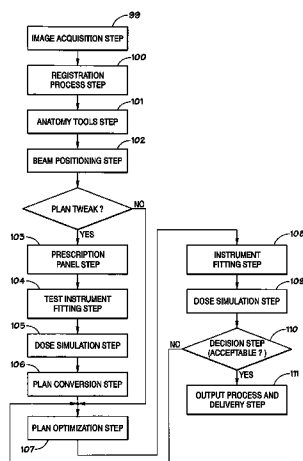 99
IMAGE ACQUISITION STEP
100
REGISTRATION
PROCESS STEP
101
ANATOMY TOOLS STEP
102
BEAM POSITIONING STEP
PLAN TWEAK ?
NO
YES
103
PRESCRIPTION
PANEL STEP
104
TEST INSTRUMENT
FITTING STEP
105
DOSE SIMULATION STEP
106
PLAN CONVERSION STEP
PLAN OPTIMIZATION STEP
107
108
INSTRUMENT
FITTING STEP
109
DOSE SIMULATION STEP
110
NO
DECISION STEP
(ACCEPTABLE ? )
YES
111
OUTPUT PROCESS AND
DELIVERY STEP